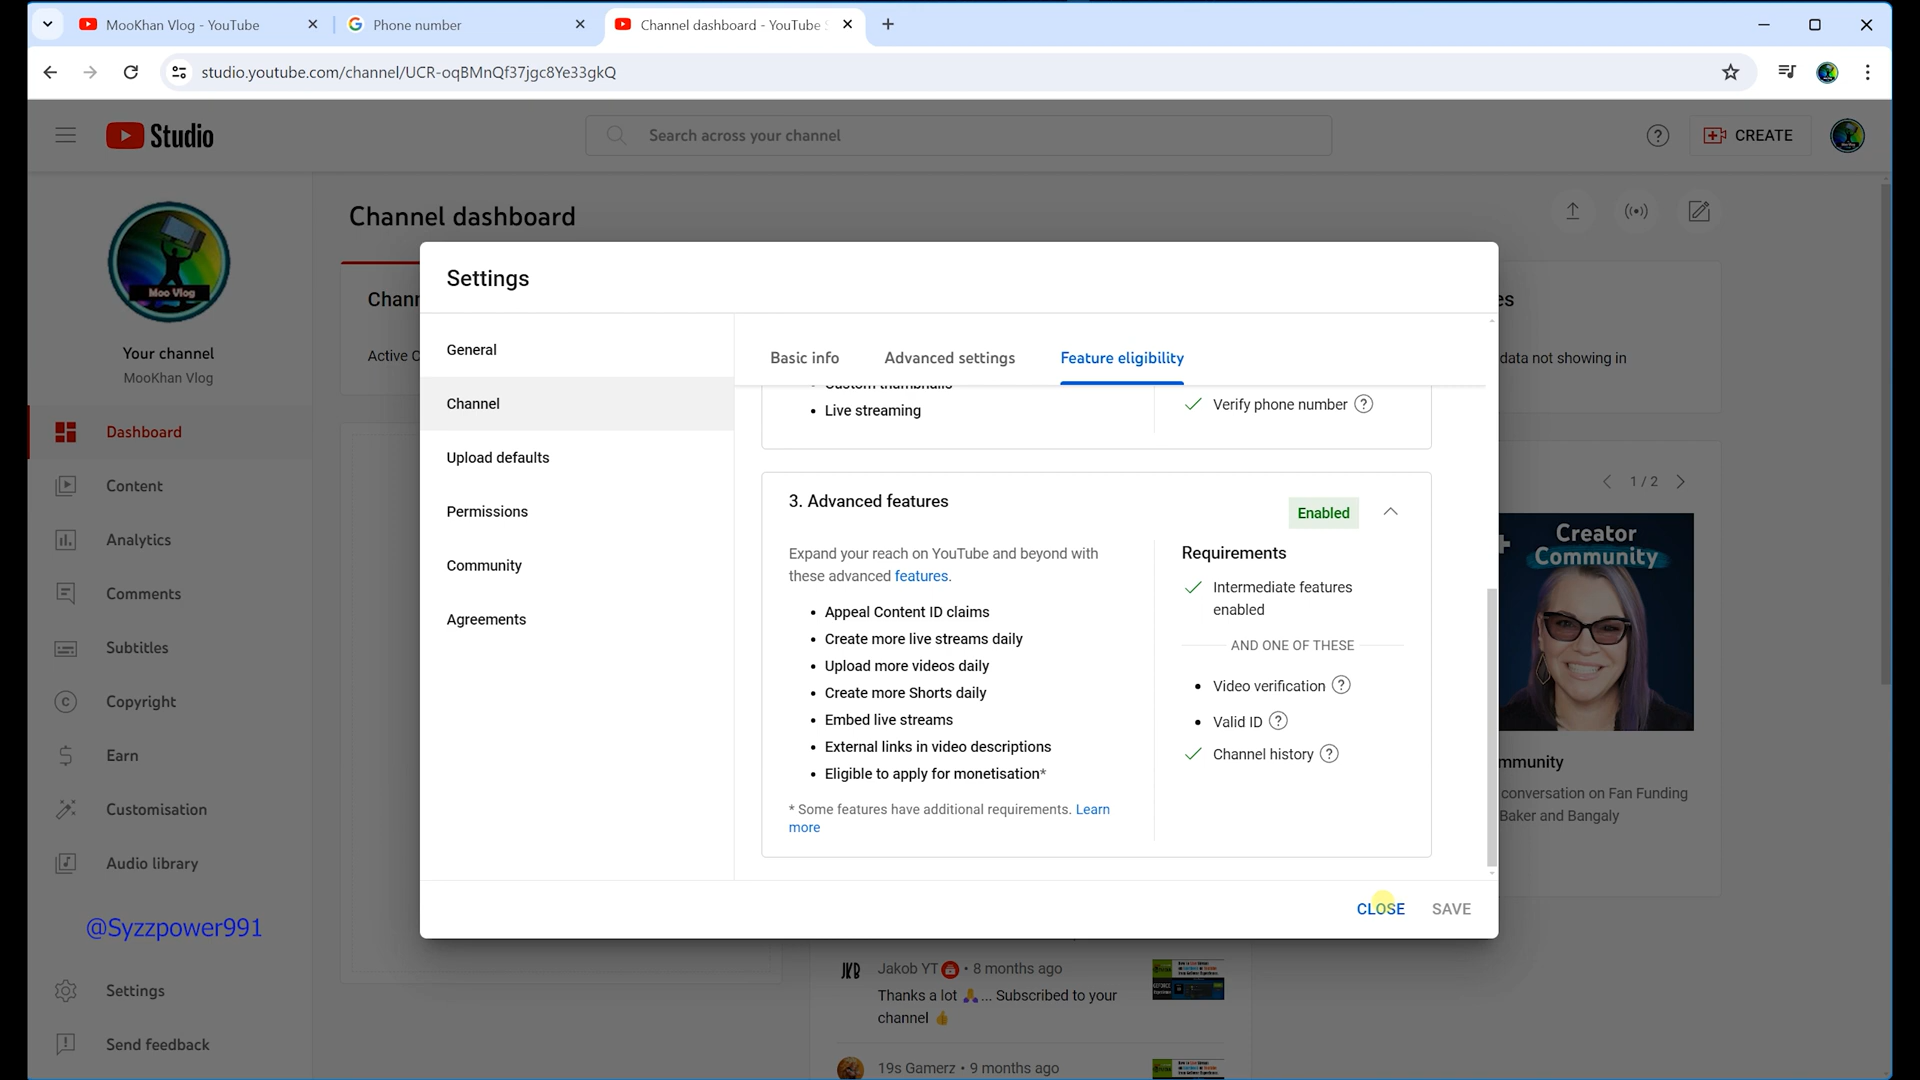 MooKhan Vlog - YouTube
Phone number
Channel dashboard - YouTube
studio.youtube.com/channel/UCR-oqBMnQf37jgc8Ye33gkQ
Studio
Search across your channel
CREATE
Moo Vlog
Your channel
MooKhan Vlog
Dashboard
Content
Analytics
Comments
Subtitles
Copyright
Earn
Customisation
Audio library
@Syzzpower991
Settings
Send feedback
Channel dashboard
Settings
General
Channel
Upload defaults
Permissions
Community
Agreements
Basic info
Advanced settings
Feature eligibility
Custom thumbnails
Live streaming
Verify phone number
3. Advanced features
Enabled
Expand your reach on YouTube and beyond with
these advanced features.
Appeal Content ID claims
Create more live streams daily
Upload more videos daily
Create more Shorts daily
Embed live streams
External links in video descriptions
Eligible to apply for monetisation*
* Some features have additional requirements. Learn
more
Requirements
Intermediate features
enabled
AND ONE OF THESE
Video verification
Valid ID
Channel history
CLOSE
SAVE
data not showing in
1 / 2
Creator
Community
conversation on Fan Funding
Baker and Bangaly
JKB
Jakob YT • 8 months ago
Thanks a lot 🙏... Subscribed to your
channel 👍
19s Gamerz • 9 months ago